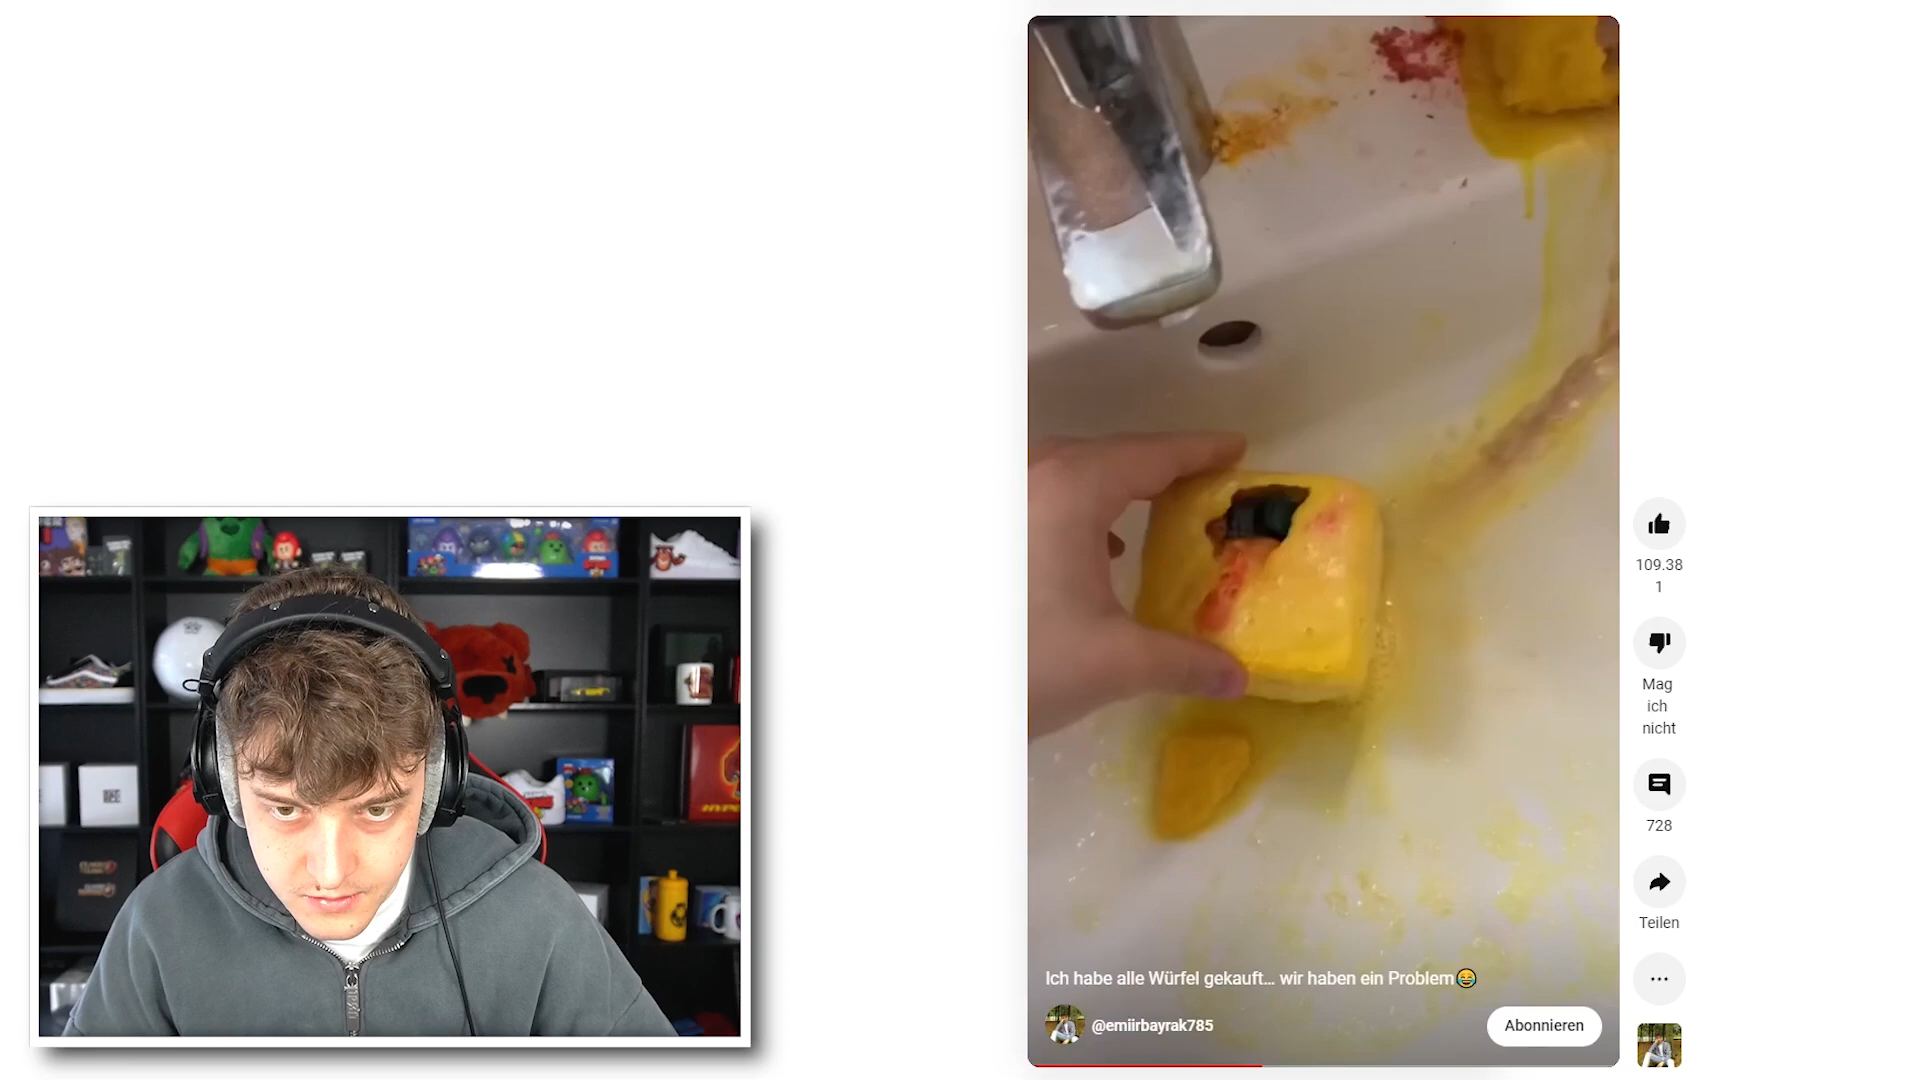 109.38
1
Mag
ich
nicht
728
Teilen
Ich habe alle Würfel gekauft... wir haben ein Problem😂
@emiirbayrak785
Abonnieren